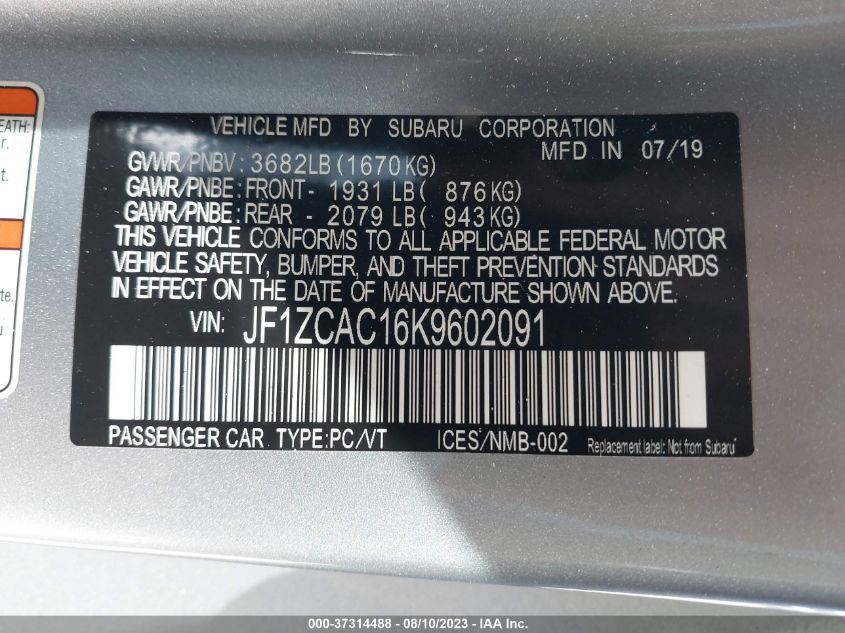 EATH:
r.
t.
te.
u
VEHICLE MFD BY SUBARU CORPORATION
MFD IN 07/19
GVWR/PNBV: 3682LB (1670KG)
GAWR/PNBE: FRONT- 1931 LB( 876KG)
GAWR/PNBE: REAR - 2079 LB( 943KG)
THIS VEHICLE CONFORMS TO ALL APPLICABLE FEDERAL MOTOR
VEHICLE SAFETY, BUMPER, AND THEFT PREVENTION STANDARDS
IN EFFECT ON THE DATE OF MANUFACTURE SHOWN ABOVE.
VIN: JF1ZCAC16K9602091
PASSENGER CAR TYPE:PC/VT ICES/NMB-002 Replacement label: Not from Subaru
000-37314488 - 08/10/2023 - IAA Inc.